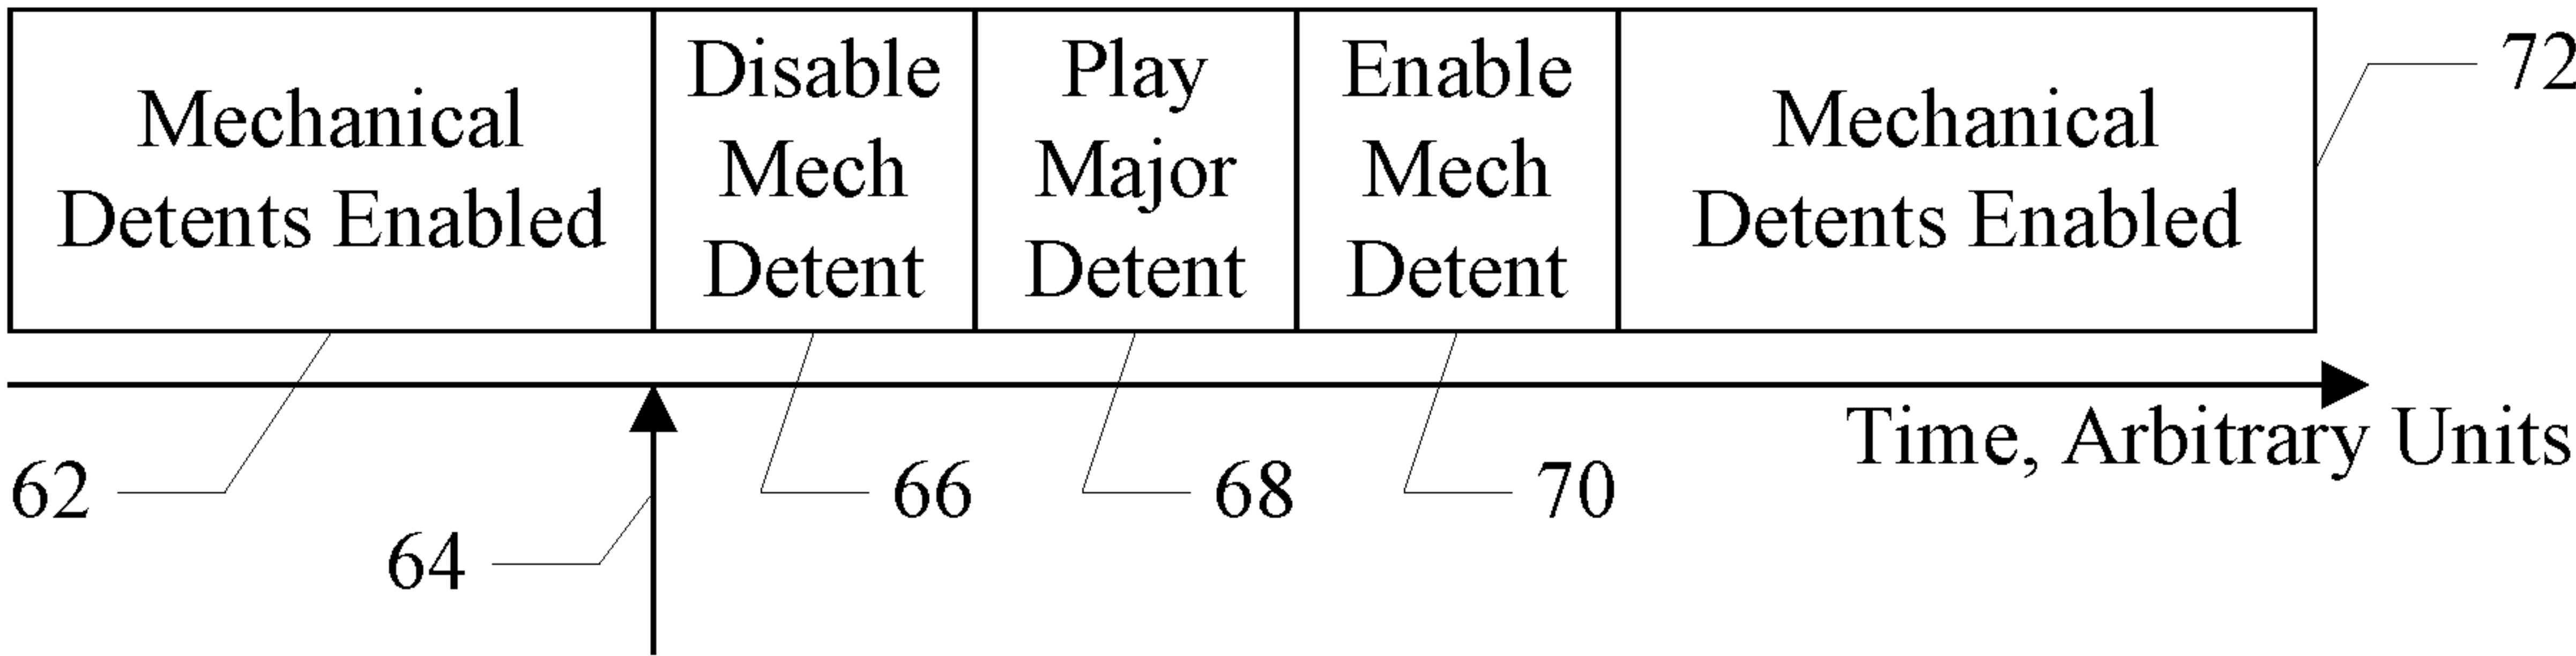 Mechanical
Detents Enabled
Disable
Mech
Detent
Play
Major
Detent
Enable
Mech
Detent
Mechanical
Detents Enabled
72
Time, Arbitrary Units
62
66
68
70
64